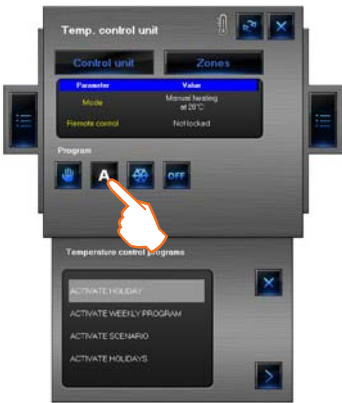 Temp. control unit
Control unit Zones
Parameter Value
Mode Manual heating at 28°C
Remote control Not locked
Program
A OFF
Temperature control programs
ACTIVATE HOLIDAY
ACTIVATE WEEKLY PROGRAM
ACTIVATE SCENARIO
ACTIVATE HOLIDAYS